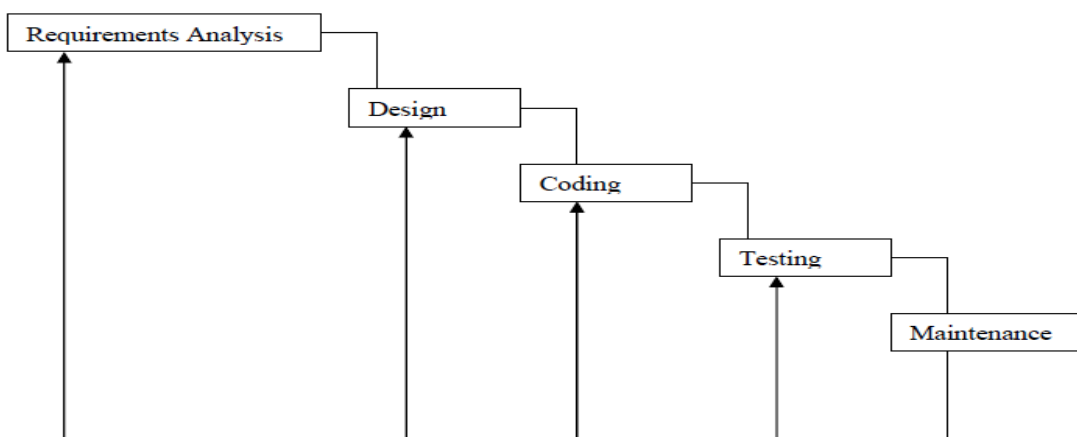 Requirements Analysis
Design
Coding
Testing
Maintenance